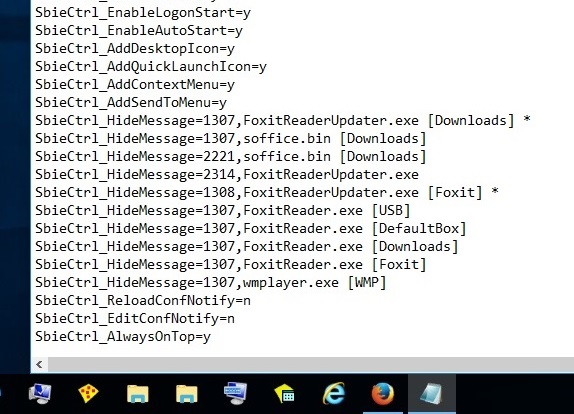 SbieCtrl_EnableLogonStart=y
SbieCtrl_EnableAutoStart=y
SbieCtrl_AddDesktopIcon=y
SbieCtrl_AddQuickLaunchIcon=y
SbieCtrl_AddContextMenu=y
SbieCtrl_AddSendToMenu=y
SbieCtrl_HideMessage=1307,FoxitReaderUpdater.exe [Downloads] *
SbieCtrl_HideMessage=1307,soffice.bin [Downloads]
SbieCtrl_HideMessage=2221,soffice.bin [Downloads]
SbieCtrl_HideMessage=2314,FoxitReaderUpdater.exe
SbieCtrl_HideMessage=1308,FoxitReaderUpdater.exe [Foxit] *
SbieCtrl_HideMessage=1307,FoxitReader.exe [USB]
SbieCtrl_HideMessage=1307,FoxitReader.exe [DefaultBox]
SbieCtrl_HideMessage=1307,FoxitReader.exe [Downloads]
SbieCtrl_HideMessage=1307,FoxitReader.exe [Foxit]
SbieCtrl_HideMessage=1307,wmplayer.exe [WMP]
SbieCtrl_ReloadConfNotify=n
SbieCtrl_EditConfNotify=n
SbieCtrl_AlwaysOnTop=y